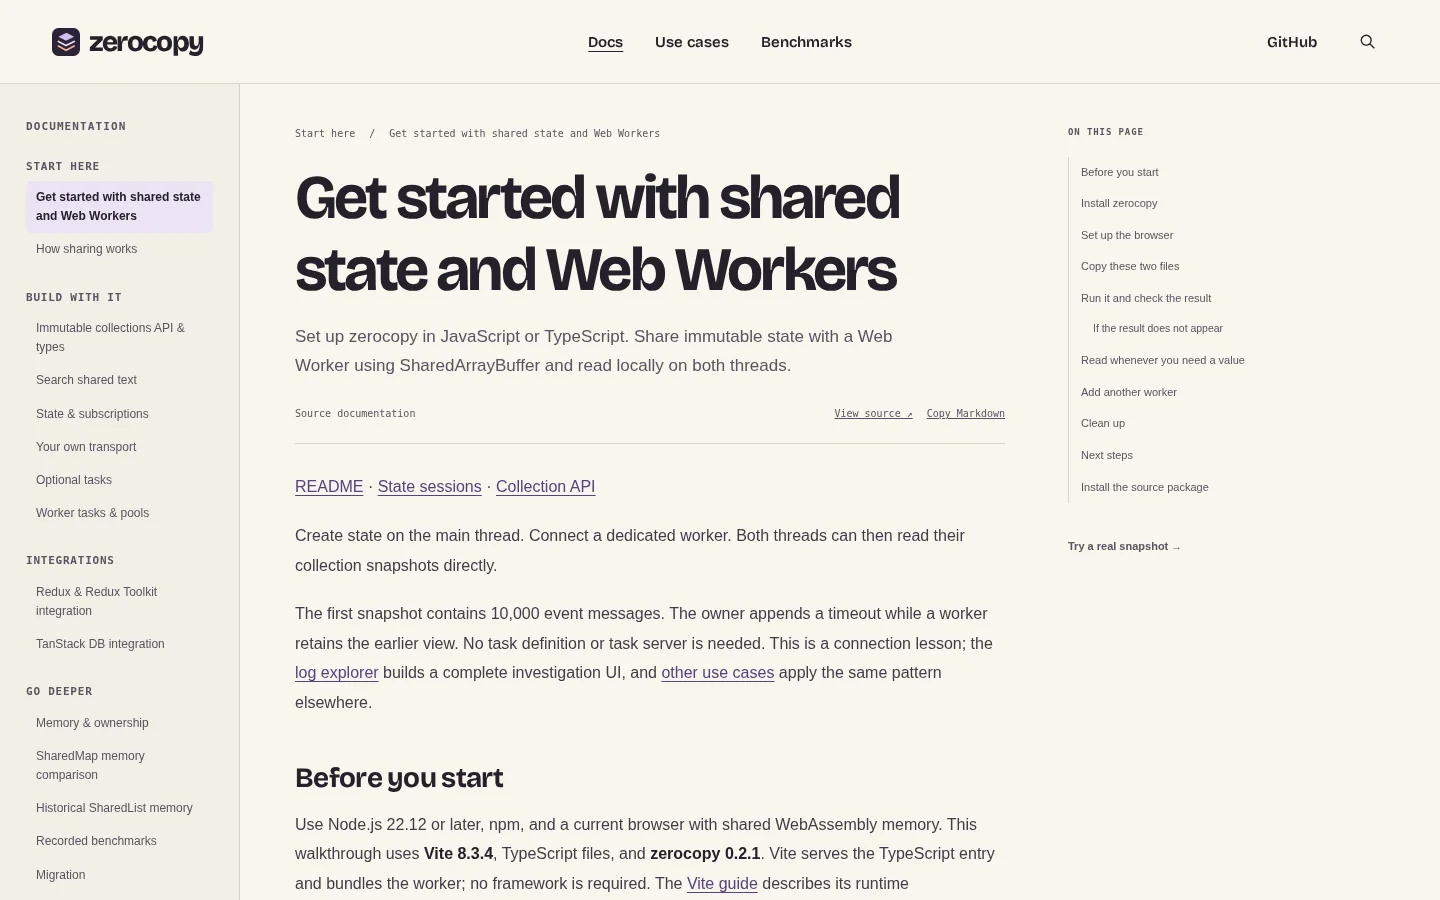 zerocopy
Docs
Use cases
Benchmarks
GitHub
DOCUMENTATION
START HERE
Get started with shared state
and Web Workers
How sharing works
BUILD WITH IT
Immutable collections API &
types
Search shared text
State & subscriptions
Your own transport
Optional tasks
Worker tasks & pools
INTEGRATIONS
Redux & Redux Toolkit
integration
TanStack DB integration
GO DEEPER
Memory & ownership
SharedMap memory
comparison
Historical SharedList memory
Recorded benchmarks
Migration
Start here / Get started with shared state and Web Workers
Get started with shared
state and Web Workers
Set up zerocopy in JavaScript or TypeScript. Share immutable state with a Web
Worker using SharedArrayBuffer and read locally on both threads.
Source documentation
View source ↗ Copy Markdown
README · State sessions · Collection API
Create state on the main thread. Connect a dedicated worker. Both threads can then read their
collection snapshots directly.
The first snapshot contains 10,000 event messages. The owner appends a timeout while a worker
retains the earlier view. No task definition or task server is needed. This is a connection lesson; the
log explorer builds a complete investigation UI, and other use cases apply the same pattern
elsewhere.
Before you start
Use Node.js 22.12 or later, npm, and a current browser with shared WebAssembly memory. This
walkthrough uses Vite 8.3.4, TypeScript files, and zerocopy 0.2.1. Vite serves the TypeScript entry
and bundles the worker; no framework is required. The Vite guide describes its runtime
ON THIS PAGE
Before you start
Install zerocopy
Set up the browser
Copy these two files
Run it and check the result
If the result does not appear
Read whenever you need a value
Add another worker
Clean up
Next steps
Install the source package
Try a real snapshot →